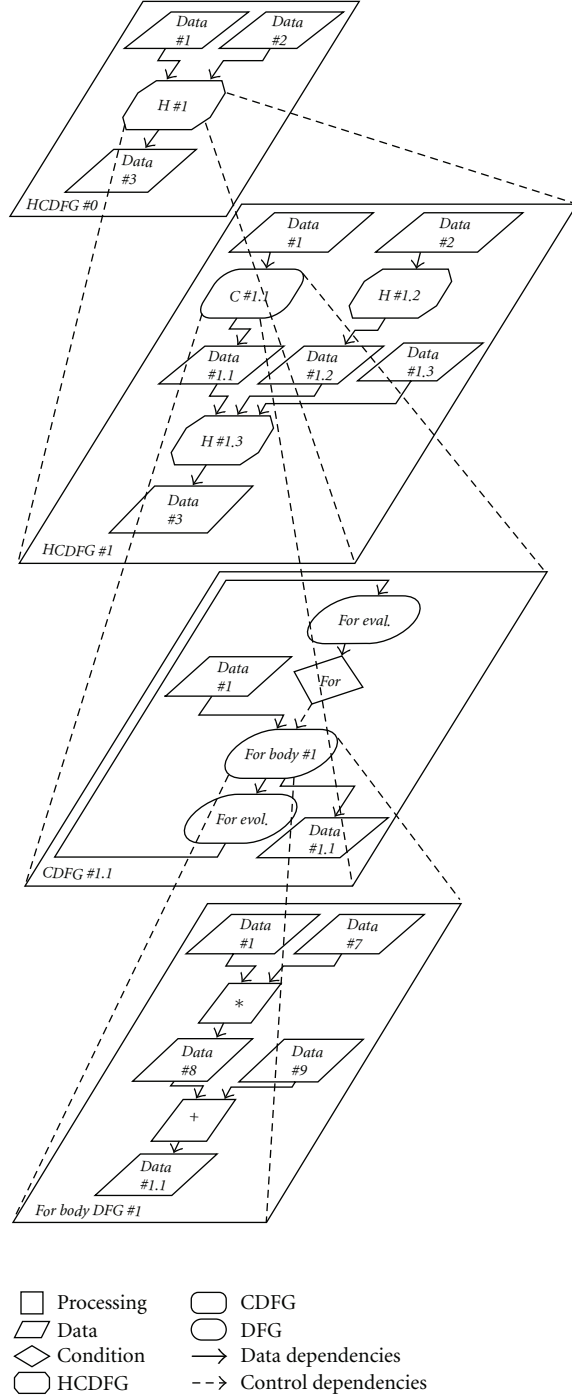 Data
#1
Data
#2
H #1
Data
#3
HCDFG #0
Data
#1
Data
#2
C #1.1
H #1.2
Data
#1.1
Data
#1.2
Data
#1.3
H #1.3
Data
#3
HCDFG #1
For eval.
Data
#1
For
For body #1
For evol.
Data
#1.1
CDFG #1.1
Data
#1
Data
#7
*
Data
#8
Data
#9
+
Data
#1.1
For body DFG #1
Processing
CDFG
Data
DFG
Condition
Data dependencies
HCDFG
Control dependencies